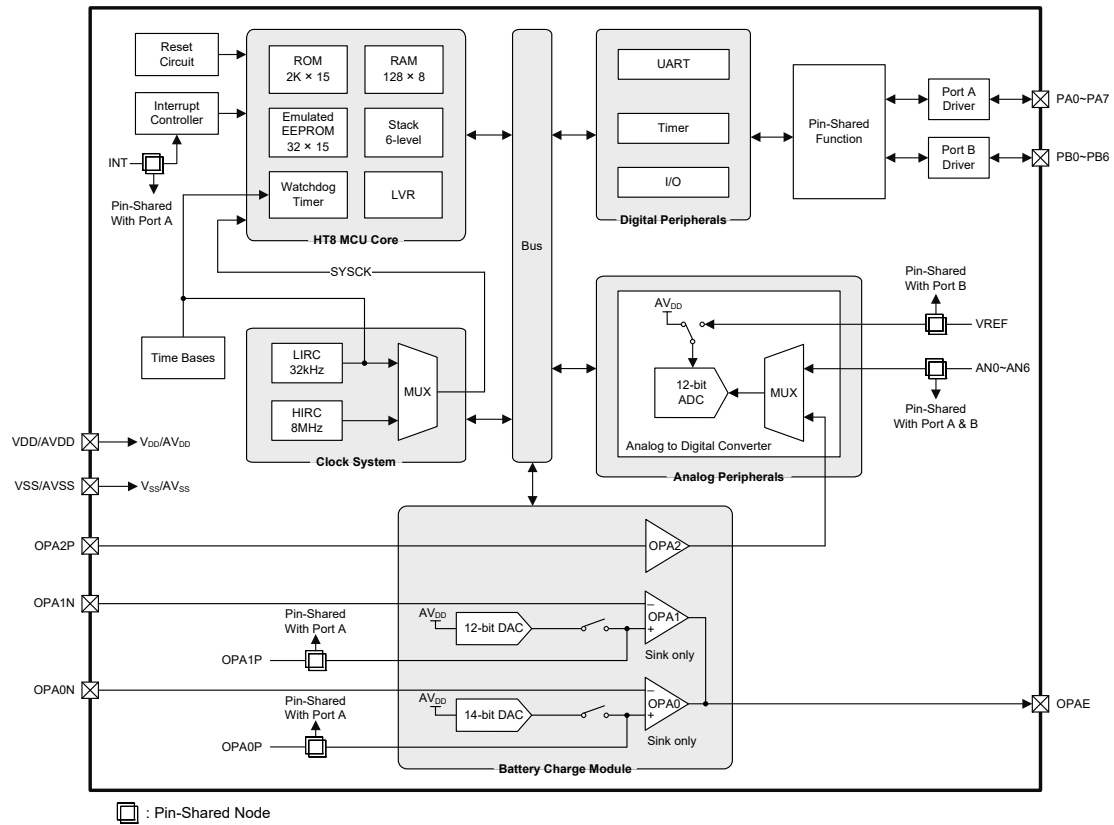 Reset
Circuit
Interrupt
Controller
INT
Pin-Shared
With Port A
ROM
2K × 15
RAM
128 × 8
Emulated
EEPROM
32 × 15
Stack
6-level
Watchdog
Timer
LVR
HT8 MCU Core
SYSCK
Time Bases
LIRC
32kHz
HIRC
8MHz
MUX
Clock System
Bus
UART
Timer
I/O
Digital Peripherals
Pin-Shared
Function
Port A
Driver
Port B
Driver
PA0~PA7
PB0~PB6
AVDD
12-bit
ADC
MUX
Analog to Digital Converter
Analog Peripherals
Pin-Shared
With Port B
VREF
AN0~AN6
Pin-Shared
With Port A & B
VDD/AVDD
VDD/AVDD
VSS/AVSS
VSS/AVSS
OPA2P
OPA2
OPA1N
Pin-Shared
With Port A
OPA1P
AVDD
12-bit DAC
–
OPA1
+
Sink only
OPA0N
Pin-Shared
With Port A
OPA0P
AVDD
14-bit DAC
–
OPA0
+
Sink only
OPAE
Battery Charge Module
: Pin-Shared Node